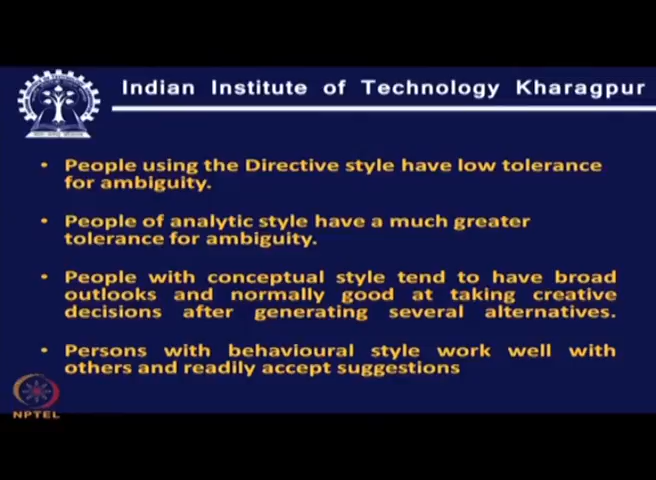 Indian Institute of Technology Kharagpur
• People using the Directive style have low tolerance
for ambiguity.
• People of analytic style have a much greater
tolerance for ambiguity.
• People with conceptual style tend to have broad
outlooks and normally good at taking creative
decisions after generating several alternatives.
• Persons with behavioural style work well with
others and readily accept suggestions
NPTEL